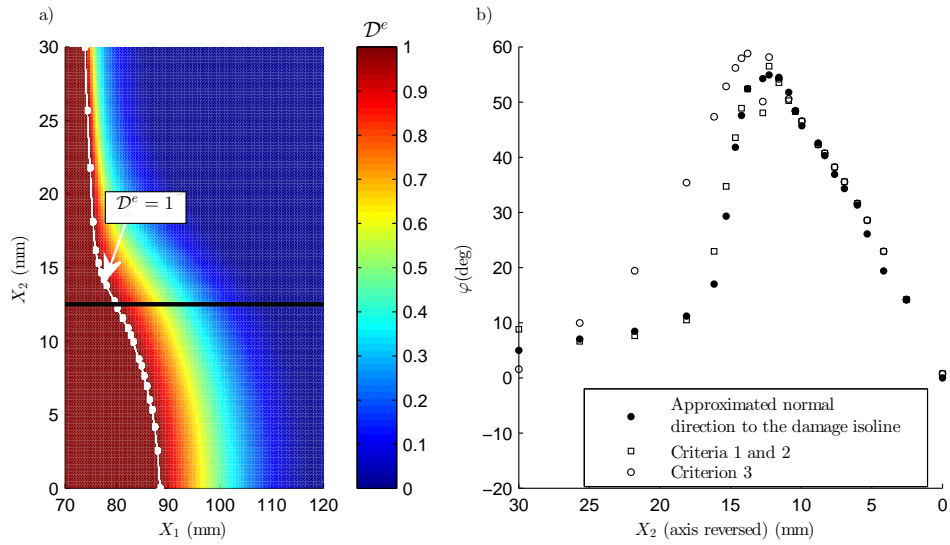 a)
𝒟ᵉ
30
25
20
15
10
5
0
X₂ (mm)
𝒟ᵉ = 1
70 80 90 100 110 120
X₁ (mm)
1
0.9
0.8
0.7
0.6
0.5
0.4
0.3
0.2
0.1
0
b)
60
50
40
30
20
10
0
−10
−20
φ(deg)
Approximated normal
direction to the damage isoline
Criteria 1 and 2
Criterion 3
30 25 20 15 10 5 0
X₂ (axis reversed) (mm)